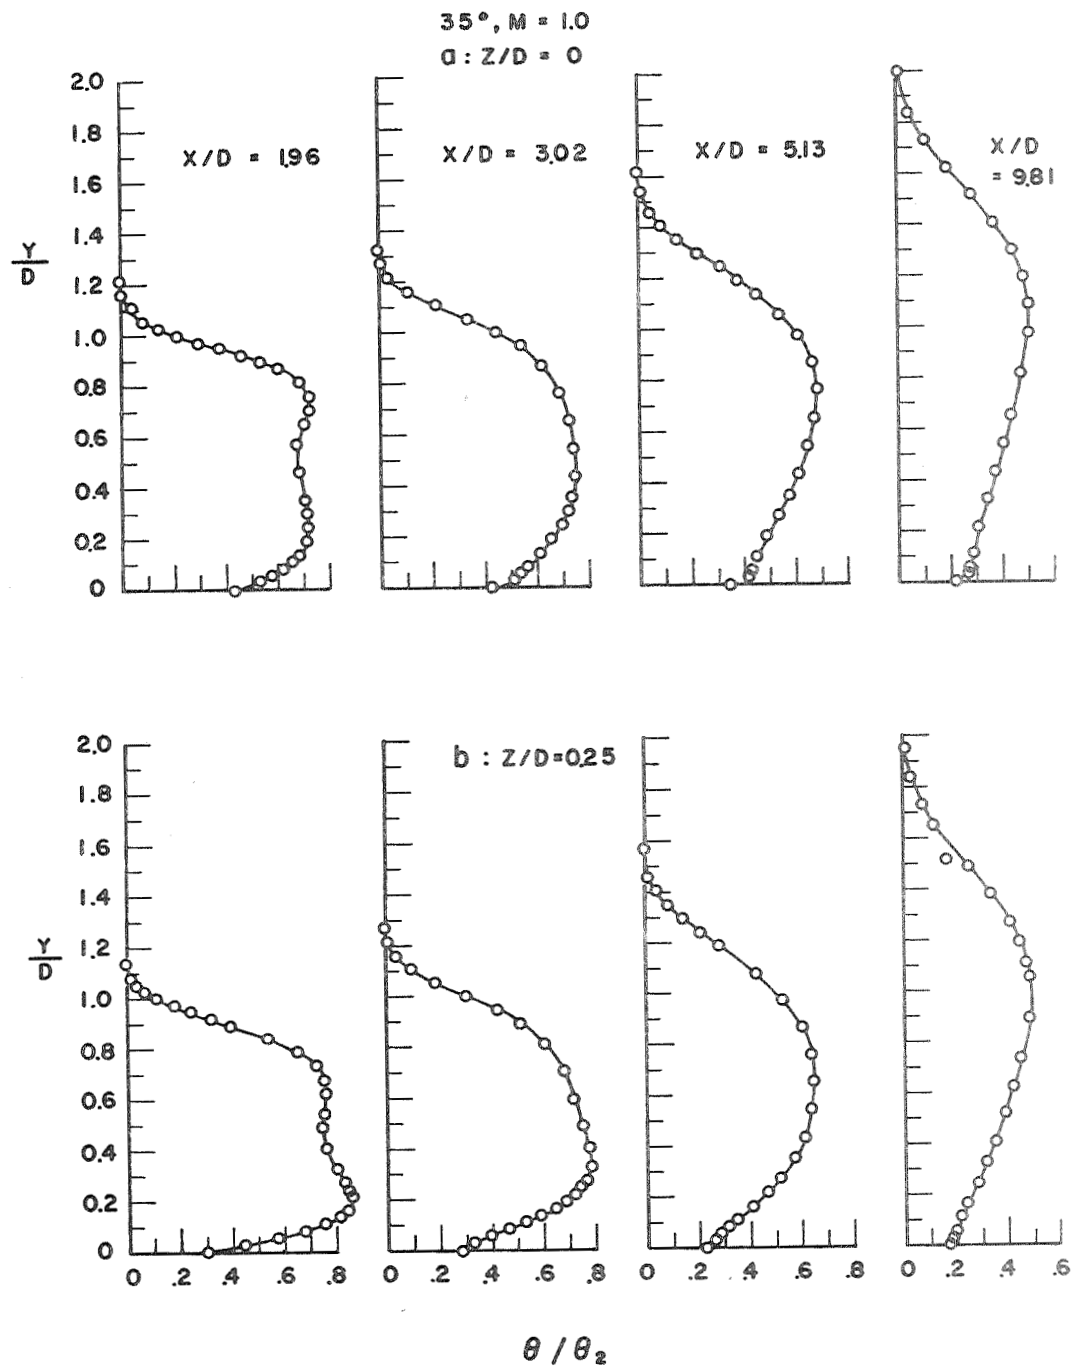 35°, M = 1.0
a: Z/D = 0
2.0
1.8
1.6
1.4
1.2
1.0
0.8
0.6
0.4
0.2
0
Y
D
X/D = 1.96
X/D = 3.02
X/D = 5.13
X/D
= 9.81
b : Z/D=0.25
2.0
1.8
1.6
1.4
1.2
1.0
0.8
0.6
0.4
0.2
0
Y
D
0 .2 .4 .6 .8
0 .2 .4 .6 .8
0 .2 .4 .6 .8
0 .2 .4 .6
θ / θ₂